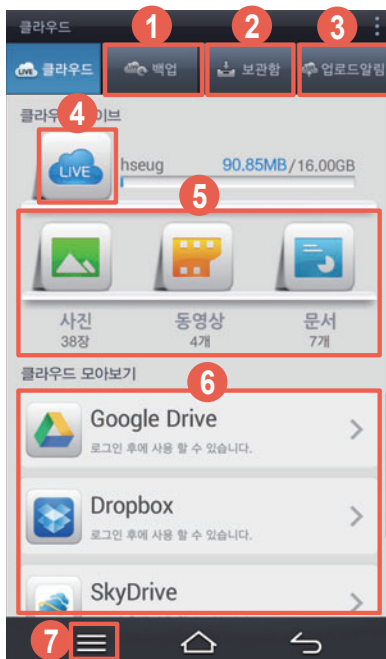 클라우드
1
2
3
LIVE 클라우드
백업
보관함
업로드알림
4
LIVE
hseug
90.85MB/16.00GB
5
사진
동영상
문서
38장
4개
7개
클라우드 모아보기
6
Google Drive
로그인 후에 사용 할 수 있습니다.
Dropbox
로그인 후에 사용 할 수 있습니다.
SkyDrive
7